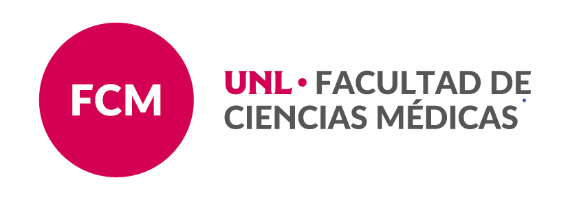 FCM
UNL • FACULTAD DE
CIENCIAS MÉDICAS